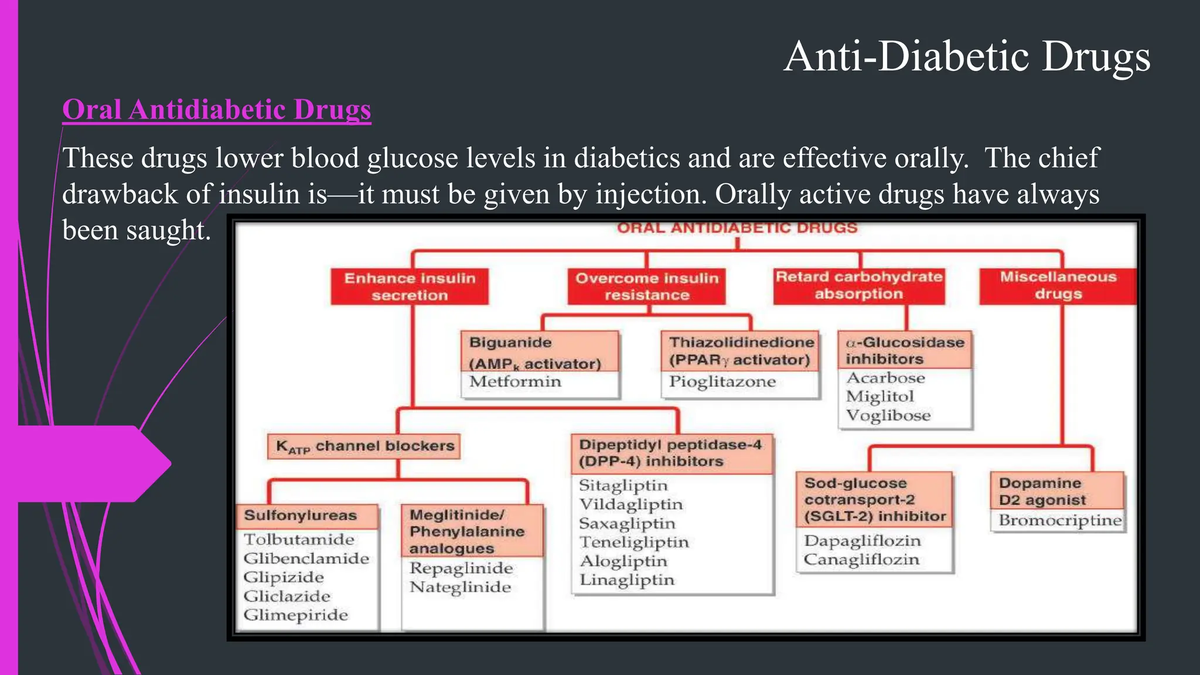 Anti-Diabetic Drugs
Oral Antidiabetic Drugs
These drugs lower blood glucose levels in diabetics and are effective orally. The chief
drawback of insulin is—it must be given by injection. Orally active drugs have always
been saught.
ORAL ANTIDIABETIC DRUGS
Enhance insulin
secretion
Overcome insulin
resistance
Retard carbohydrate
absorption
Miscellaneous
drugs
Biguanide
(AMPK activator)
Metformin
Thiazolidinedione
(PPARγ activator)
Pioglitazone
α-Glucosidase
inhibitors
Acarbose
Miglitol
Voglibose
KATP channel blockers
Dipeptidyl peptidase-4
(DPP-4) inhibitors
Sitagliptin
Vildagliptin
Saxagliptin
Teneligliptin
Alogliptin
Linagliptin
Sod-glucose
cotransport-2
(SGLT-2) inhibitor
Dapagliflozin
Canagliflozin
Dopamine
D2 agonist
Bromocriptine
Sulfonylureas
Tolbutamide
Glibenclamide
Glipizide
Gliclazide
Glimepiride
Meglitinide/
Phenylalanine
analogues
Repaglinide
Nateglinide